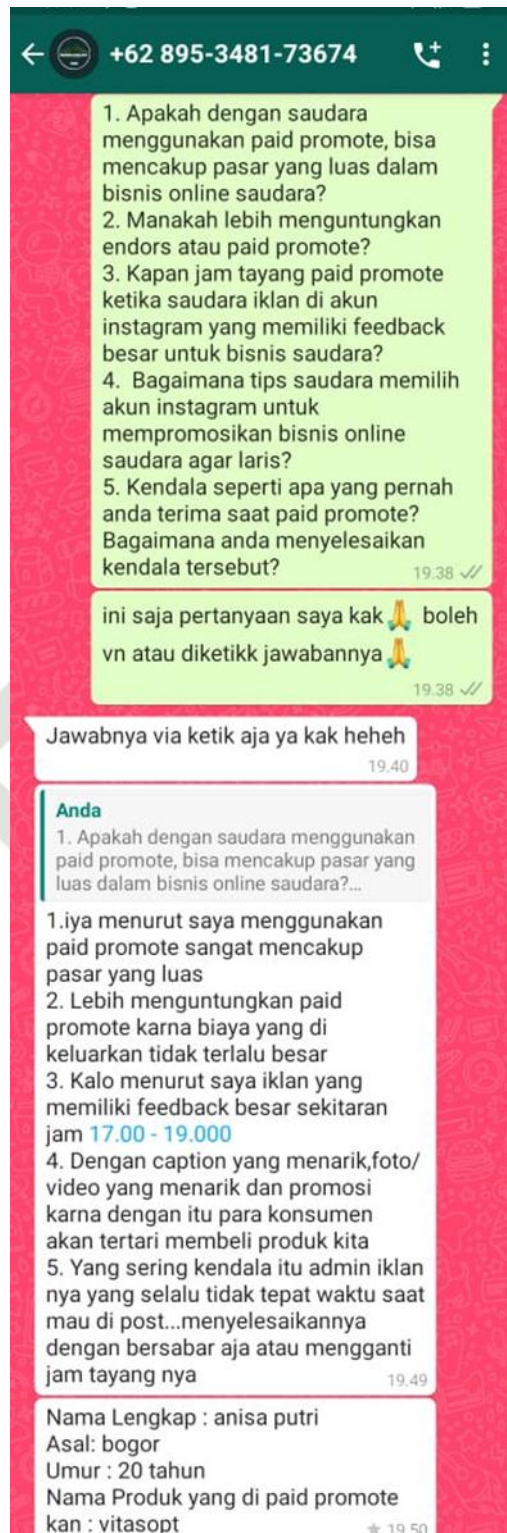 +62 895-3481-73674
1. Apakah dengan saudara
menggunakan paid promote, bisa
mencakup pasar yang luas dalam
bisnis online saudara?
2. Manakah lebih menguntungkan
endors atau paid promote?
3. Kapan jam tayang paid promote
ketika saudara iklan di akun
instagram yang memiliki feedback
besar untuk bisnis saudara?
4. Bagaimana tips saudara memilih
akun instagram untuk
mempromosikan bisnis online
saudara agar laris?
5. Kendala seperti apa yang pernah
anda terima saat paid promote?
Bagaimana anda menyelesaikan
kendala tersebut?
19.38
ini saja pertanyaan saya kak🙏 boleh
vn atau diketikk jawabannya🙏
19.38
Jawabnya via ketik aja ya kak heheh
19.40
Anda
1. Apakah dengan saudara menggunakan
paid promote, bisa mencakup pasar yang
luas dalam bisnis online saudara?...
1.iya menurut saya menggunakan
paid promote sangat mencakup
pasar yang luas
2. Lebih menguntungkan paid
promote karna biaya yang di
keluarkan tidak terlalu besar
3. Kalo menurut saya iklan yang
memiliki feedback besar sekitaran
jam 17.00 - 19.000
4. Dengan caption yang menarik,foto/
video yang menarik dan promosi
karna dengan itu para konsumen
akan tertari membeli produk kita
5. Yang sering kendala itu admin iklan
nya yang selalu tidak tepat waktu saat
mau di post...menyelesaikannya
dengan bersabar aja atau mengganti
jam tayang nya
19.49
Nama Lengkap : anisa putri
Asal: bogor
Umur : 20 tahun
Nama Produk yang di paid promote
kan : vitasopt
★ 19.50